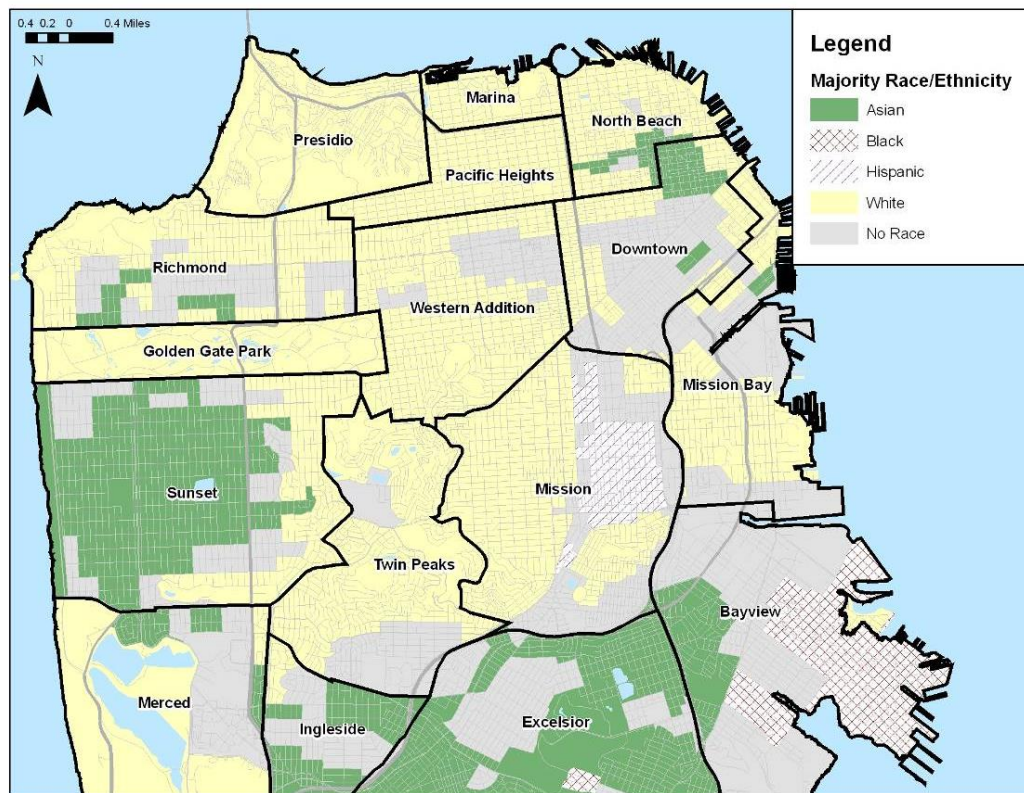 0.4 0.2 0 0.4 Miles
N
Legend
Majority Race/Ethnicity
Asian
Black
Hispanic
White
No Race
Marina
Presidio
North Beach
Pacific Heights
Downtown
Richmond
Western Addition
Golden Gate Park
Mission Bay
Sunset
Mission
Twin Peaks
Bayview
Merced
Ingleside
Excelsior